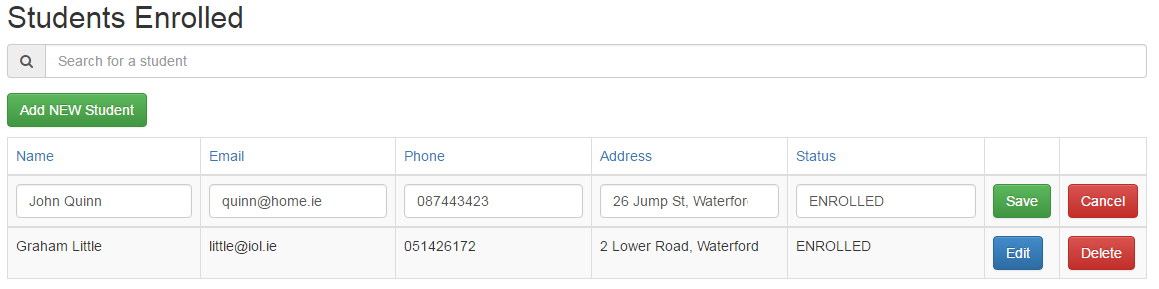 Students Enrolled
Search for a student
Add NEW Student
Name Email Phone Address Status
John Quinn quinn@home.ie 087443423 26 Jump St, Waterfor ENROLLED Save Cancel
Graham Little little@iol.ie 051426172 2 Lower Road, Waterford ENROLLED Edit Delete